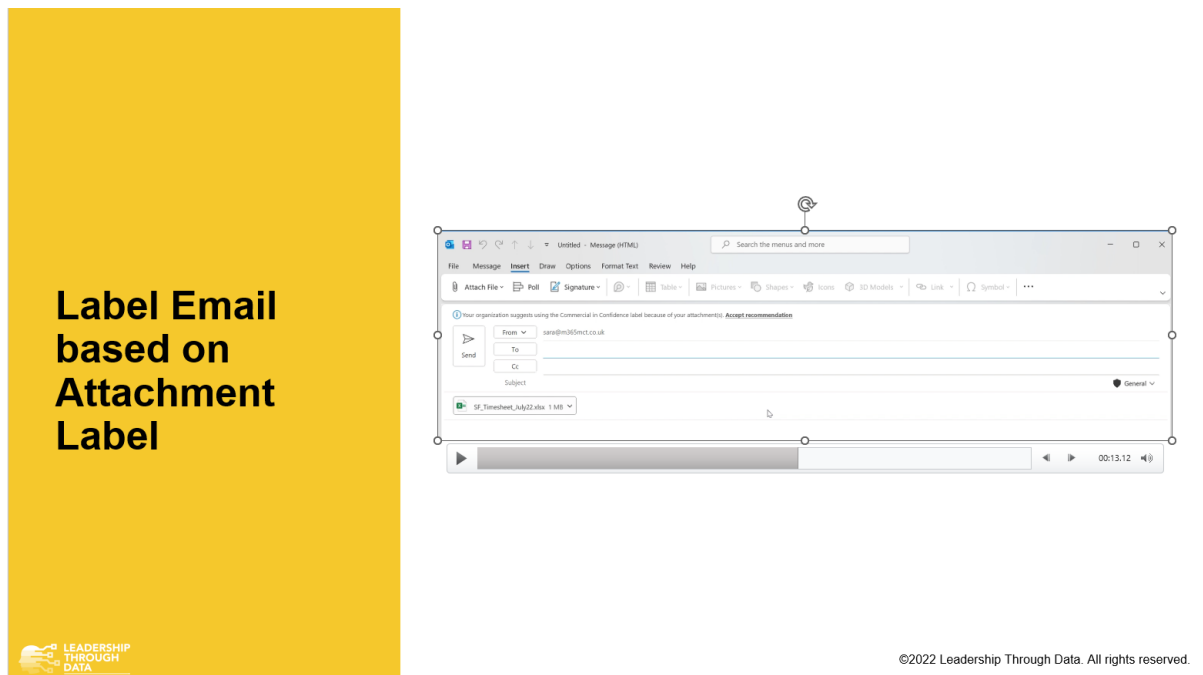 Label Email
based on
Attachment
Label
LEADERSHIP
THROUGH
DATA
Untitled - Message (HTML)
Search the menus and more
File Message Insert Draw Options Format Text Review Help
Attach File Poll Signature Table Pictures Shapes Icons 3D Models Link Symbol
Your organization suggests using the Commercial in Confidence label because of your attachment(s). Accept recommendation
From sara@m365mct.co.uk
Send
To
Cc
Subject
General
SF_Timesheet_July22.xlsx 1 MB
00:13.12
©2022 Leadership Through Data. All rights reserved.